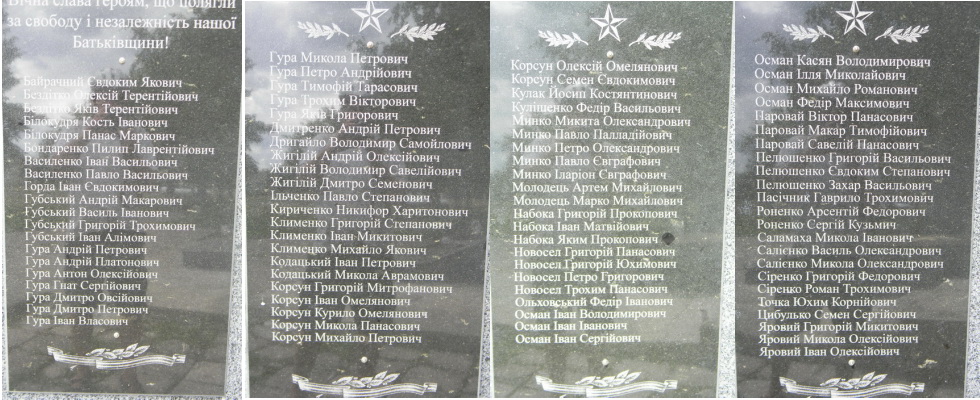 Вічна слава героям, що полягли
за свободу і незалежність нашої
Батьківщини!
Байрачний Євдоким Якович
Бездітко Олексій Терентійович
Бездітко Яків Терентійович
Білокудря Кость Іванович
Білокудря Панас Маркович
Бондаренко Пилип Лаврентійович
Василенко Іван Васильович
Василенко Павло Васильович
Горда Іван Євдокимович
Губський Андрій Макарович
Губський Василь Іванович
Губський Григорій Трохимович
Губський Іван Алімович
Гура Андрій Петрович
Гура Андрій Платонович
Гура Антон Олексійович
Гура Гнат Сергійович
Гура Дмитро Овсійович
Гура Дмитро Петрович
Гура Іван Власович
Гура Микола Петрович
Гура Петро Андрійович
Гура Тимофій Тарасович
Гура Трохим Вікторович
Гура Яків Григорович
Дмитренко Андрій Петрович
Дригайло Володимир Самойлович
Жигілій Андрій Олексійович
Жигілій Володимир Савелійович
Жигілій Дмитро Семенович
Ільченко Павло Степанович
Кириченко Никифор Харитонович
Клименко Григорій Степанович
Клименко Іван Микитович
Клименко Михайло Якович
Кодацький Іван Петрович
Кодацький Микола Аврамович
Корсун Григорій Митрофанович
Корсун Іван Омелянович
Корсун Курило Омелянович
Корсун Микола Панасович
Корсун Михайло Петрович
Корсун Олексій Омелянович
Корсун Семен Євдокимович
Кулак Йосип Костянтинович
Куліценко Федір Васильович
Минко Микита Олександрович
Минко Павло Палладійович
Минко Петро Олександрович
Минко Павло Євграфович
Минко Іларіон Євграфович
Молодець Артем Михайлович
Молодець Марко Михайлович
Набока Григорій Прокопович
Набока Іван Матвійович
Набока Яким Прокопович
Новосел Григорій Панасович
Новосел Григорій Юхимович
Новосел Петро Григорович
Новосел Трохим Панасович
Ольховський Федір Іванович
Осман Іван Володимирович
Осман Іван Іванович
Осман Іван Сергійович
Осман Касян Володимирович
Осман Ілля Миколайович
Осман Михайло Романович
Осман Федір Максимович
Паровай Віктор Панасович
Паровай Макар Тимофійович
Паровай Савелій Панасович
Пелюшенко Григорій Васильович
Пелюшенко Євдоким Степанович
Пелюшенко Захар Васильович
Пасічник Гаврило Трохимович
Роненко Арсентій Федорович
Роненко Сергій Кузьмич
Саламаха Микола Іванович
Салієнко Василь Олександрович
Салієнко Микола Олександрович
Сіренко Григорій Федорович
Сіренко Роман Трохимович
Точка Юхим Корнійович
Цибулько Семен Сергійович
Яровий Григорій Микитович
Яровий Микола Олексійович
Яровий Іван Олексійович